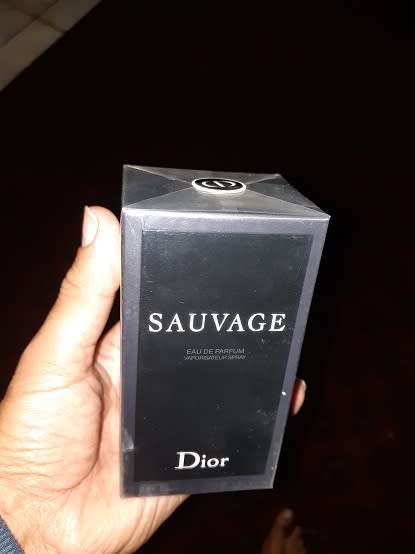 SAUVAGE
EAU DE PARFUM
VAPORISATEUR SPRAY
Dior